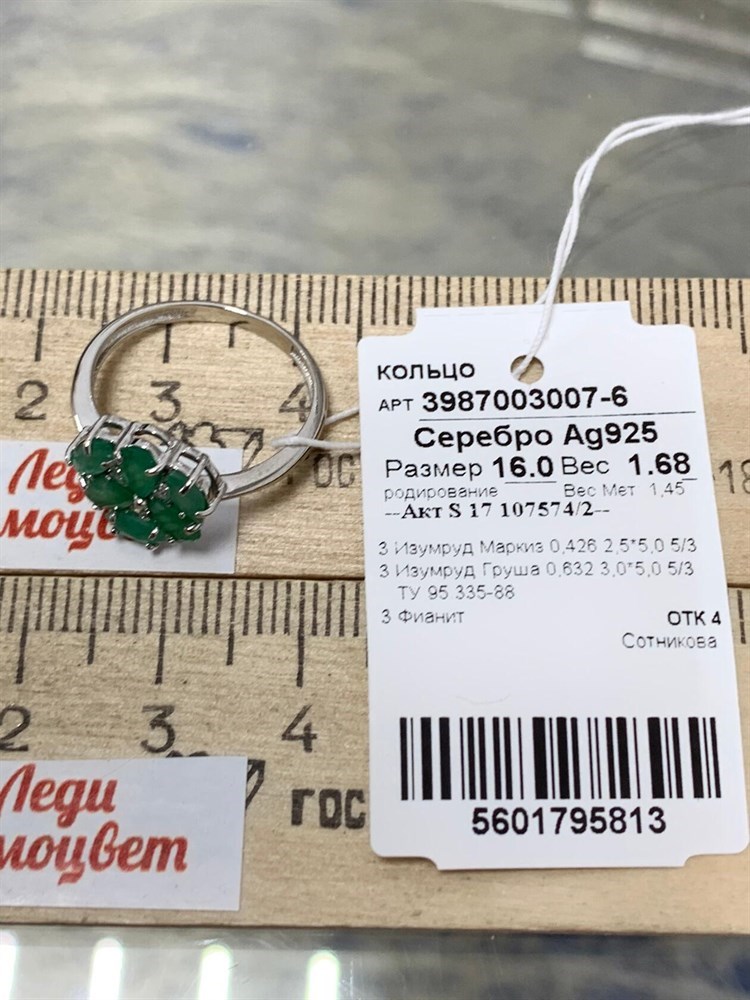 кольцо
АРТ 3987003007-6
Серебро Ag925
Размер 16.0 Вес 1.68
родирование Вес Мет 1,45
--Акт S 17 107574/2--
3 Изумруд Маркиз 0,426 2,5*5,0 5/3
3 Изумруд Груша 0,632 3,0*5,0 5/3
ТУ 95 335-88
3 Фианит ОТК 4
Сотникова
5601795813
2 3 4
Леди
моцвет
ГОС
18
2 3 4
Леди
моцвет
ГОС